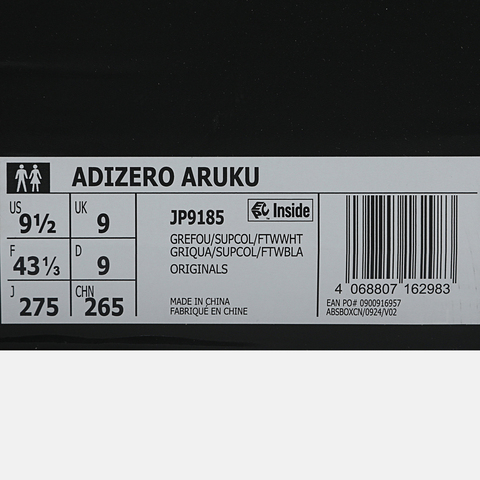 ADIZERO ARUKU
US 9½ UK 9
F 43⅓ D 9
J 275 CHN 265
JP9185 Inside
GREFOU/SUPCOL/FTWWHT
GRIQUA/SUPCOL/FTWBLA
ORIGINALS
MADE IN CHINA
FABRIQUÉ EN CHINE
4 068807 162983
EAN PO# 0900916957
ABSBOXCN/0924/V02